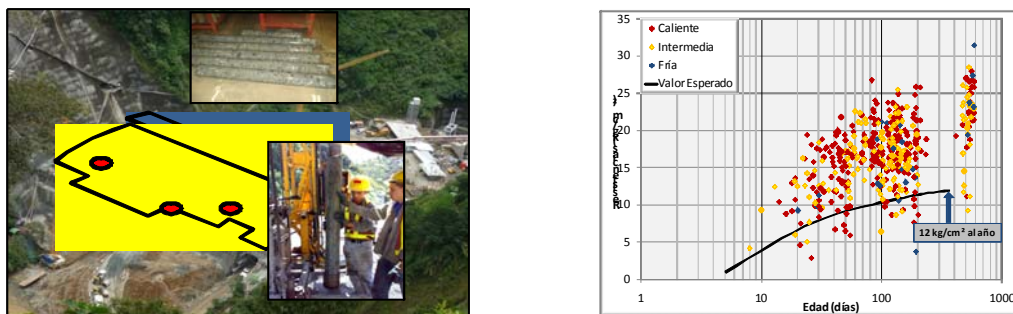 35
Caliente
30
Intermedia
Fría
25
Valor Esperado
20
15
10
12 kg/cm² al año
5
0
1
10
100
1000
Edad (días)